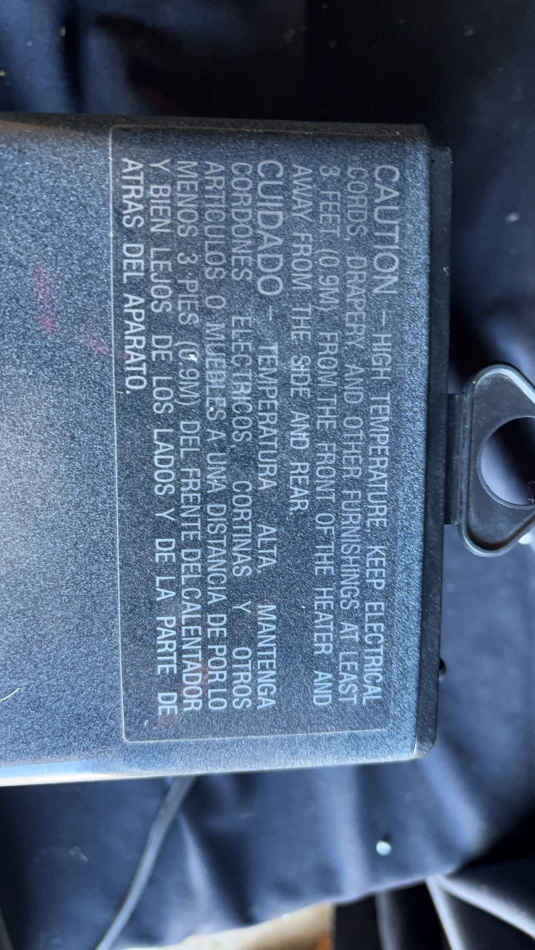 CAUTION – HIGH TEMPERATURE KEEP ELECTRICAL
CORDS, DRAPERY AND OTHER FURNISHINGS AT LEAST
3 FEET (0.9M) FROM THE FRONT OF THE HEATER AND
AWAY FROM THE SIDE AND REAR.
CUIDADO – TEMPERATURA ALTA, MANTENGA
CORDONES ELECTRICOS, CORTINAS Y OTROS
ARTICULOS O MUEBLES A UNA DISTANCIA DE POR LO
MENOS 3 PIES (0.9M) DEL FRENTE DEL CALENTADOR
Y BIEN LEJOS DE LOS LADOS Y DE LA PARTE DE
ATRAS DEL APARATO.